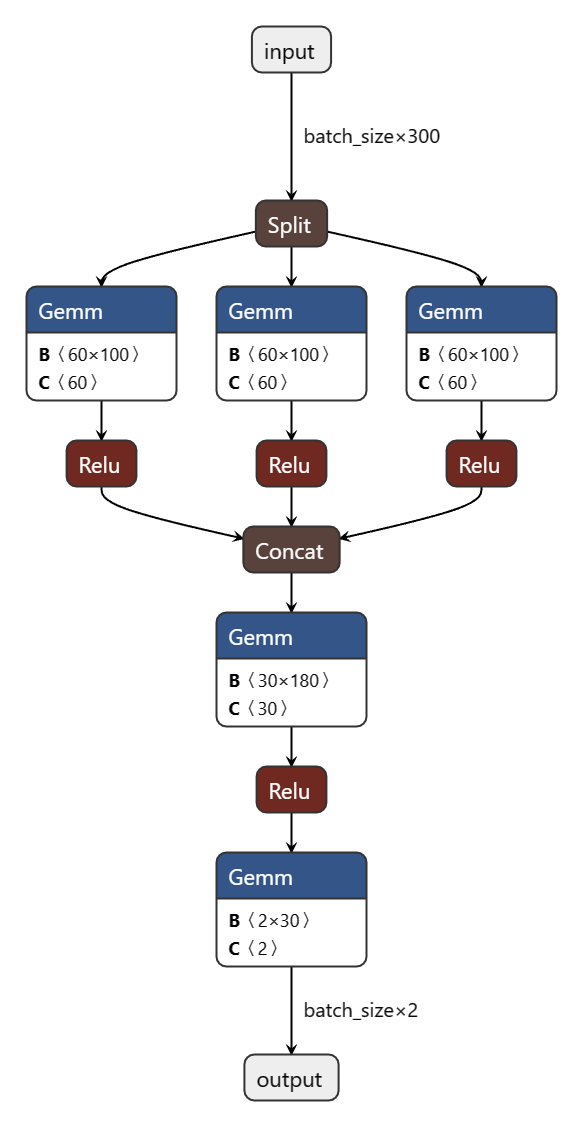 input
batch_size×300
Split
Gemm Gemm Gemm
B〈60×100〉 B〈60×100〉 B〈60×100〉
C〈60〉 C〈60〉 C〈60〉
Relu Relu Relu
Concat
Gemm
B〈30×180〉
C〈30〉
Relu
Gemm
B〈2×30〉
C〈2〉
batch_size×2
output